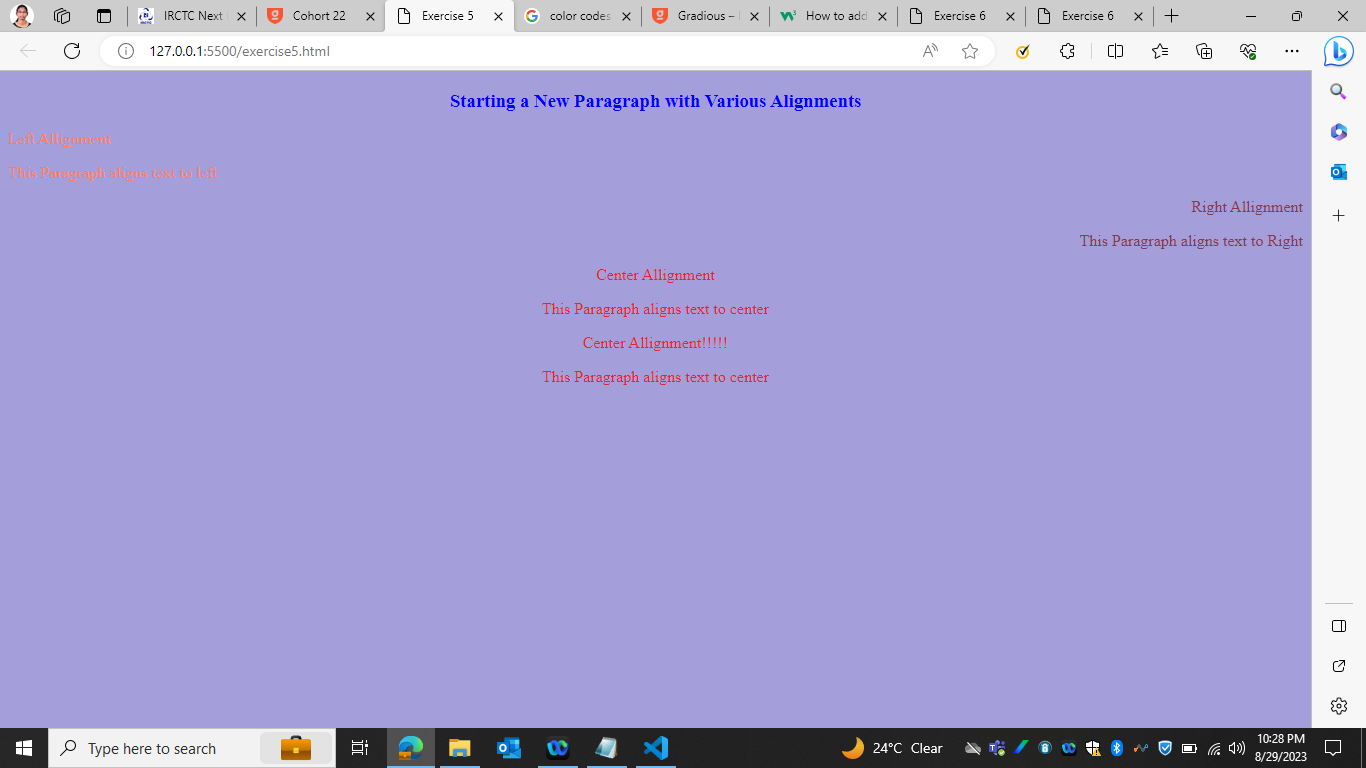 IRCTC Next
Cohort 22
Exercise 5
color codes
Gradious –
How to add
Exercise 6
Exercise 6
127.0.0.1:5500/exercise5.html
Starting a New Paragraph with Various Alignments
Left Allignment
This Paragraph aligns text to left
Right Allignment
This Paragraph aligns text to Right
Center Allignment
This Paragraph aligns text to center
Center Allignment!!!!!
This Paragraph aligns text to center
Type here to search
24°C Clear
10:28 PM
8/29/2023